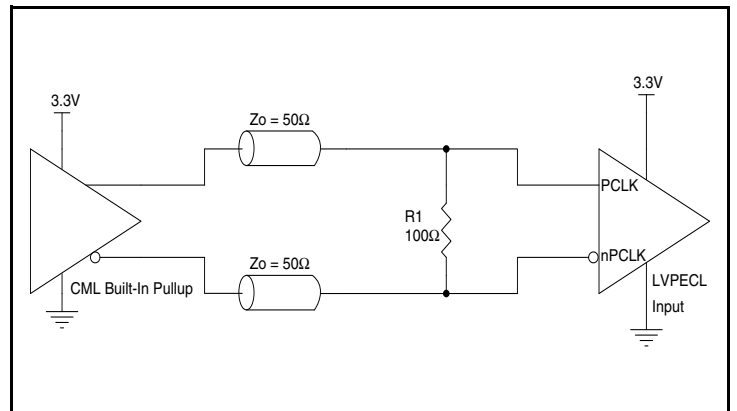 3.3V
3.3V
Zo = 50Ω
PCLK
R1
100Ω
nPCLK
Zo = 50Ω
CML Built-In Pullup
LVPECL
Input